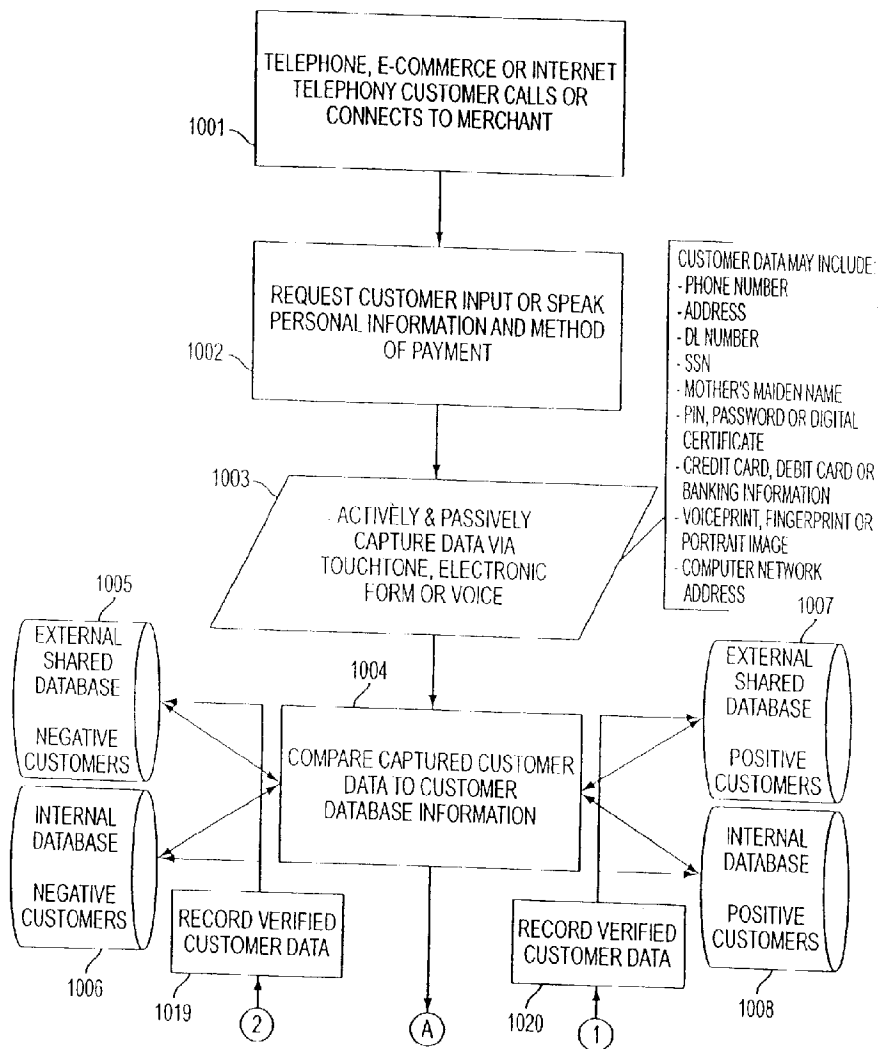 TELEPHONE, E-COMMERCE OR INTERNET
TELEPHONY CUSTOMER CALLS OR
CONNECTS TO MERCHANT
1001
REQUEST CUSTOMER INPUT OR SPEAK
PERSONAL INFORMATION AND METHOD
OF PAYMENT
1002
CUSTOMER DATA MAY INCLUDE:
- PHONE NUMBER
- ADDRESS
- DL NUMBER
- SSN
- MOTHER'S MAIDEN NAME
- PIN, PASSWORD OR DIGITAL
CERTIFICATE
- CREDIT CARD, DEBIT CARD OR
BANKING INFORMATION
- VOICEPRINT, FINGERPRINT OR
PORTRAIT IMAGE
- COMPUTER NETWORK
ADDRESS
1003
ACTIVELY & PASSIVELY
CAPTURE DATA VIA
TOUCHTONE, ELECTRONIC
FORM OR VOICE
1005
EXTERNAL
SHARED
DATABASE
NEGATIVE
CUSTOMERS
1004
COMPARE CAPTURED CUSTOMER
DATA TO CUSTOMER
DATABASE INFORMATION
1007
EXTERNAL
SHARED
DATABASE
POSITIVE
CUSTOMERS
INTERNAL
DATABASE
NEGATIVE
CUSTOMERS
1006
RECORD VERIFIED
CUSTOMER DATA
1019
2
A
RECORD VERIFIED
CUSTOMER DATA
1020
1
INTERNAL
DATABASE
POSITIVE
CUSTOMERS
1008